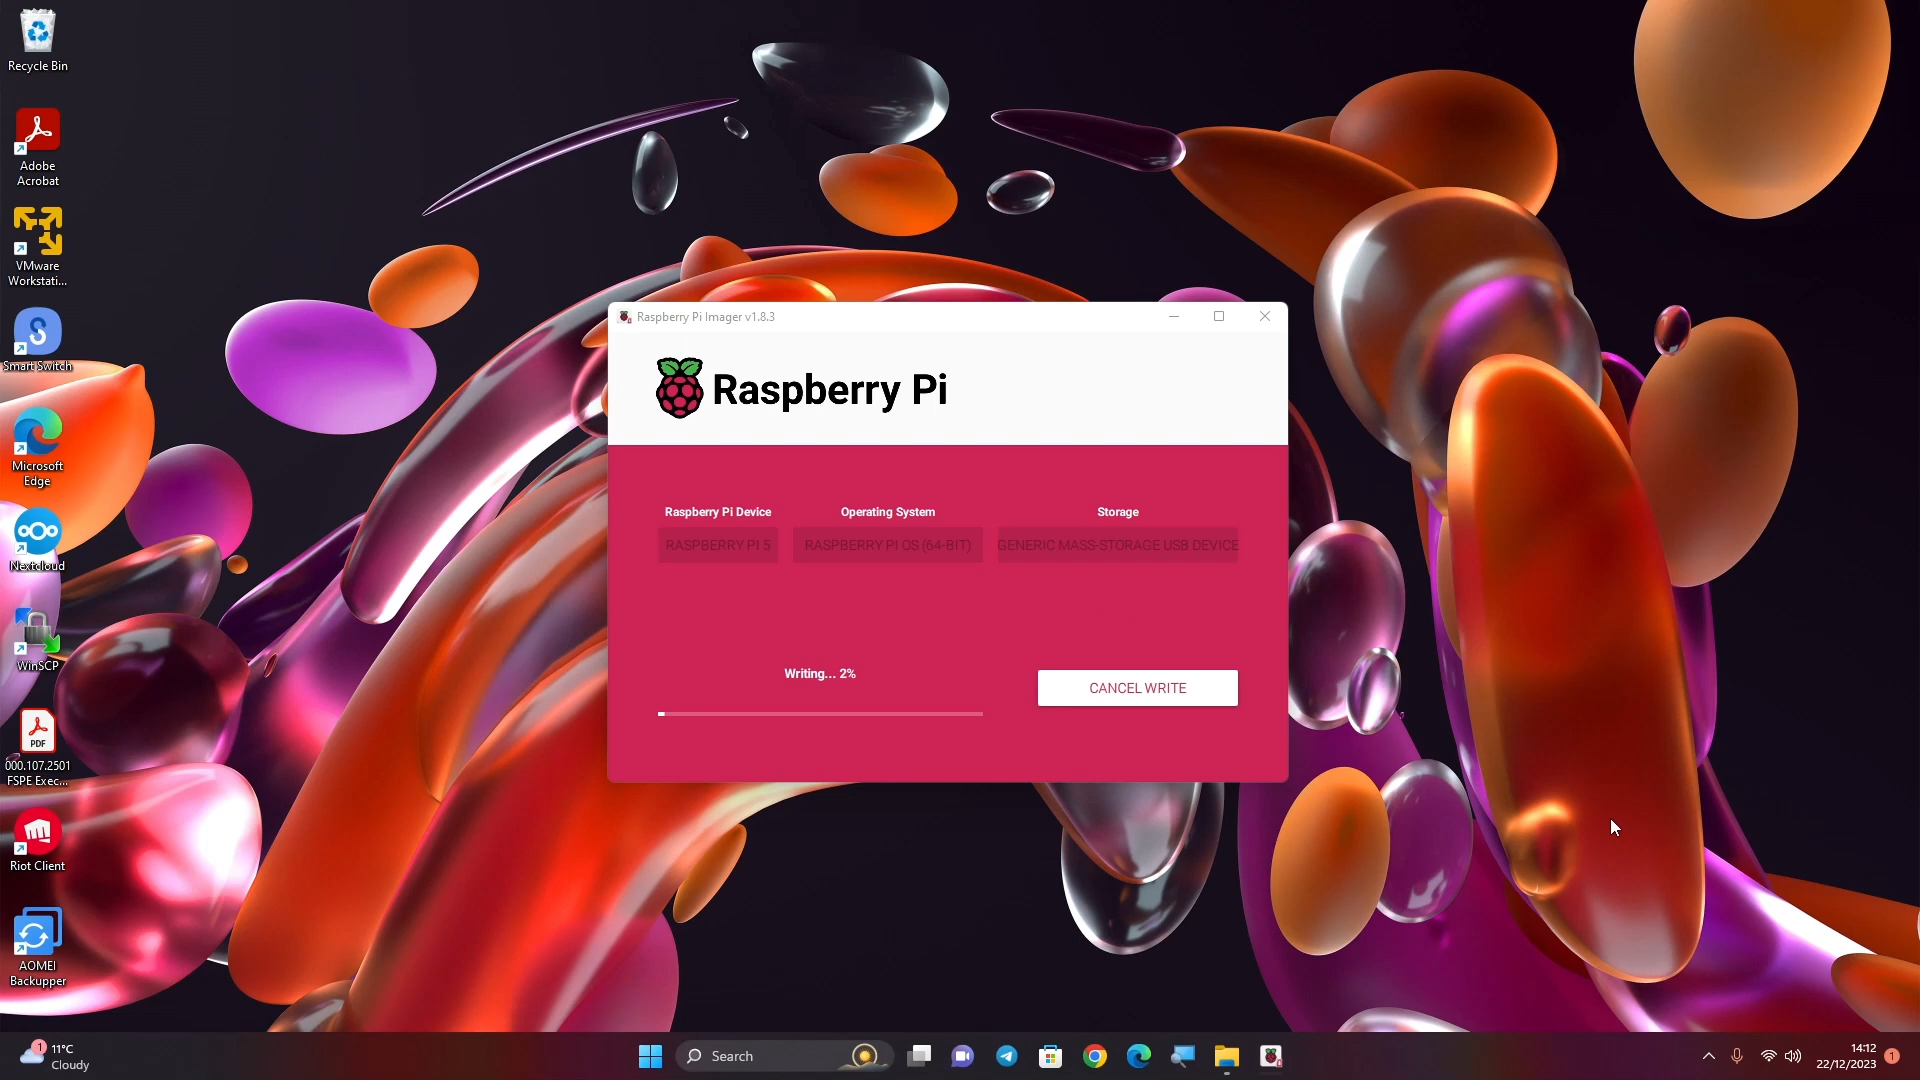 Recycle Bin
Adobe
Acrobat
VMware
Workstati...
Smart Switch
Microsoft
Edge
Nextcloud
WinSCP
PDF
000.107.2501
FSPE Exec...
Riot Client
AOMEI
Backupper
Raspberry Pi Imager v1.8.3
Raspberry Pi
Raspberry Pi Device
Operating System
Storage
RASPBERRY PI 5
RASPBERRY PI OS (64-BIT)
GENERIC MASS-STORAGE USB DEVICE
Writing... 2%
CANCEL WRITE
1
11°C
Cloudy
Search
14:12
22/12/2023
1